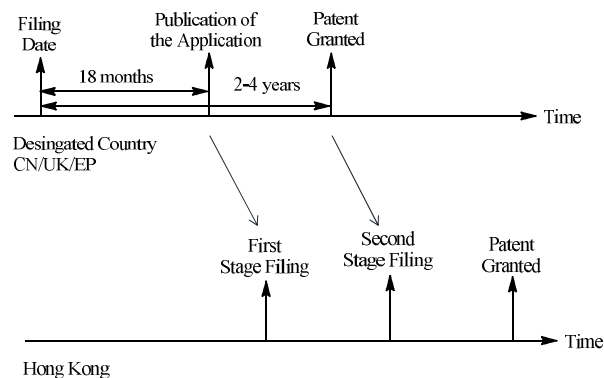 Filing
Date
Publication of
the Application
Patent
Granted
18 months
2-4 years
Time
Desingated Country
CN/UK/EP
First
Stage Filing
Second
Stage Filing
Patent
Granted
Time
Hong Kong